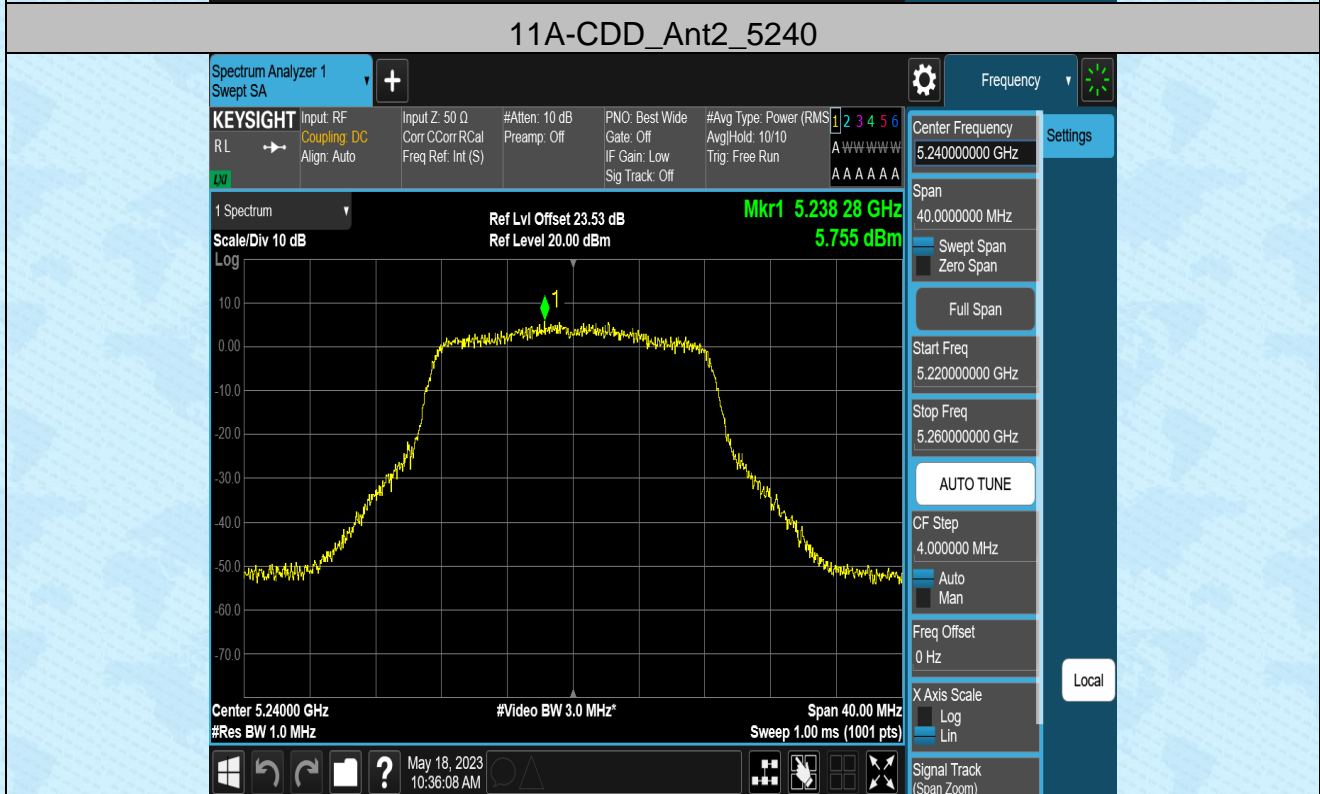 11A-CDD_Ant2_5240
Spectrum Analyzer 1
Swept SA
+
Frequency
KEYSIGHT
RL
LXI
Input: RF
Coupling: DC
Align: Auto
Input Z: 50 Ω
Corr CCorr RCal
Freq Ref: Int (S)
#Atten: 10 dB
Preamp: Off
PNO: Best Wide
Gate: Off
IF Gain: Low
Sig Track: Off
#Avg Type: Power (RMS
Avg|Hold: 10/10
Trig: Free Run
1 2 3 4 5 6
A W W W W W
A A A A A A
1 Spectrum
Scale/Div 10 dB
Log
Ref Lvl Offset 23.53 dB
Ref Level 20.00 dBm
Mkr1 5.238 28 GHz
5.755 dBm
1
10.0
0.00
-10.0
-20.0
-30.0
-40.0
-50.0
-60.0
-70.0
Center 5.24000 GHz
#Res BW 1.0 MHz
#Video BW 3.0 MHz*
Span 40.00 MHz
Sweep 1.00 ms (1001 pts)
Center Frequency
5.240000000 GHz
Settings
Span
40.0000000 MHz
Swept Span
Zero Span
Full Span
Start Freq
5.220000000 GHz
Stop Freq
5.260000000 GHz
AUTO TUNE
CF Step
4.000000 MHz
Auto
Man
Freq Offset
0 Hz
X Axis Scale
Log
Lin
Local
Signal Track
(Span Zoom)
?
May 18, 2023
10:36:08 AM